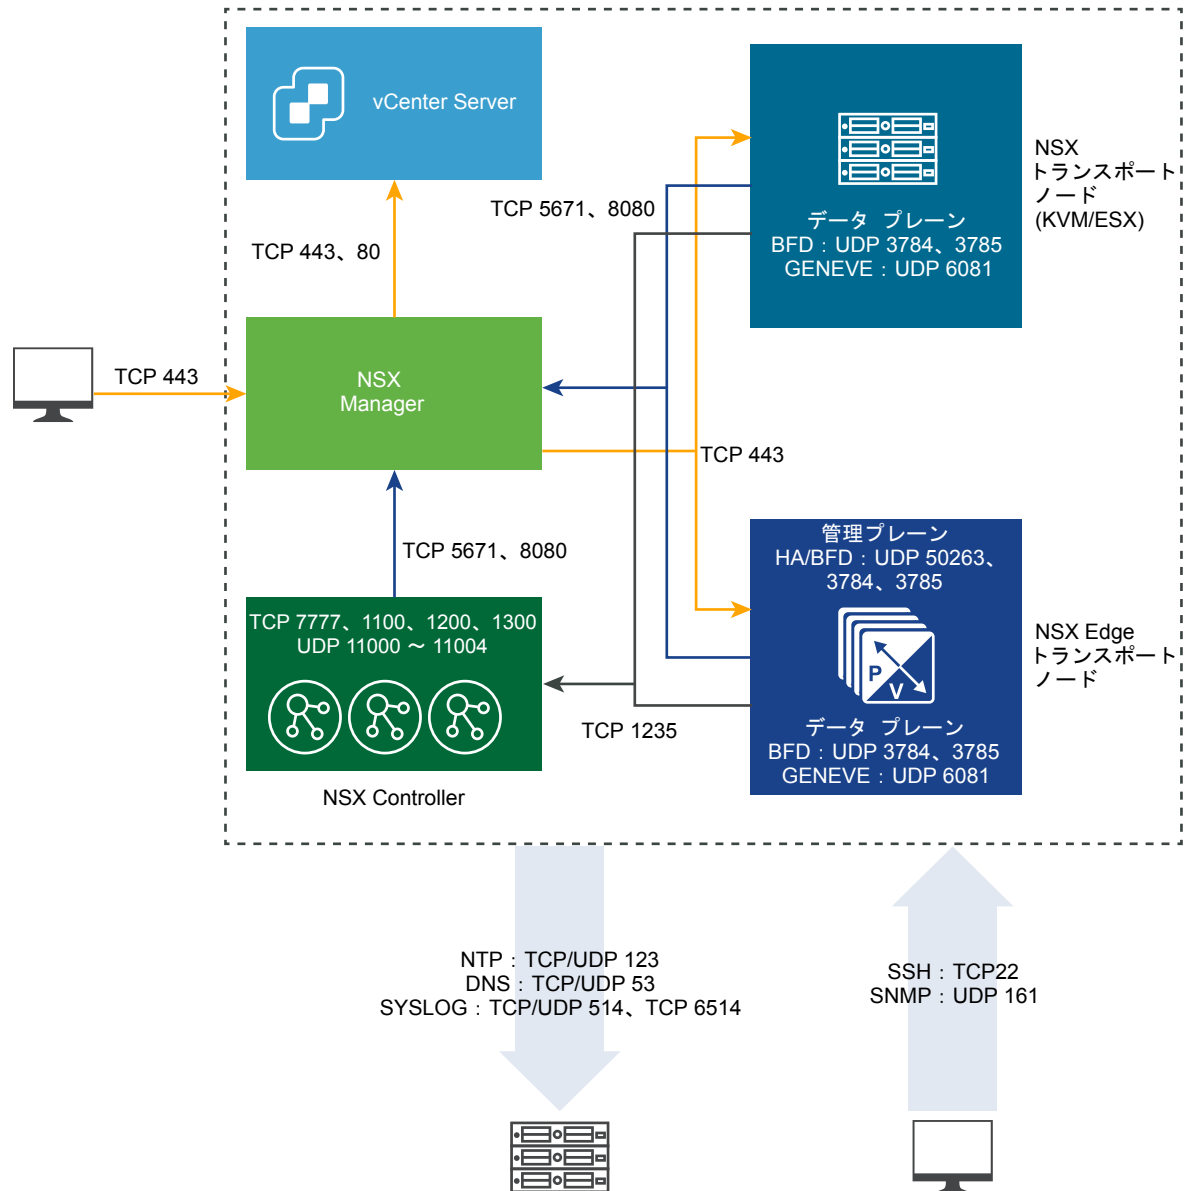 vCenter Server
TCP 443、80
TCP 5671、8080
データ プレーン
BFD：UDP 3784、3785
GENEVE：UDP 6081
NSX
トランスポート
ノード
(KVM/ESX)
TCP 443
NSX
Manager
TCP 443
TCP 5671、8080
TCP 7777、1100、1200、1300
UDP 11000 ～ 11004
NSX Controller
TCP 1235
管理プレーン
HA/BFD：UDP 50263、
3784、3785
P
V
データ プレーン
BFD：UDP 3784、3785
GENEVE：UDP 6081
NSX Edge
トランスポート
ノード
NTP：TCP/UDP 123
DNS：TCP/UDP 53
SYSLOG：TCP/UDP 514、TCP 6514
SSH：TCP22
SNMP：UDP 161